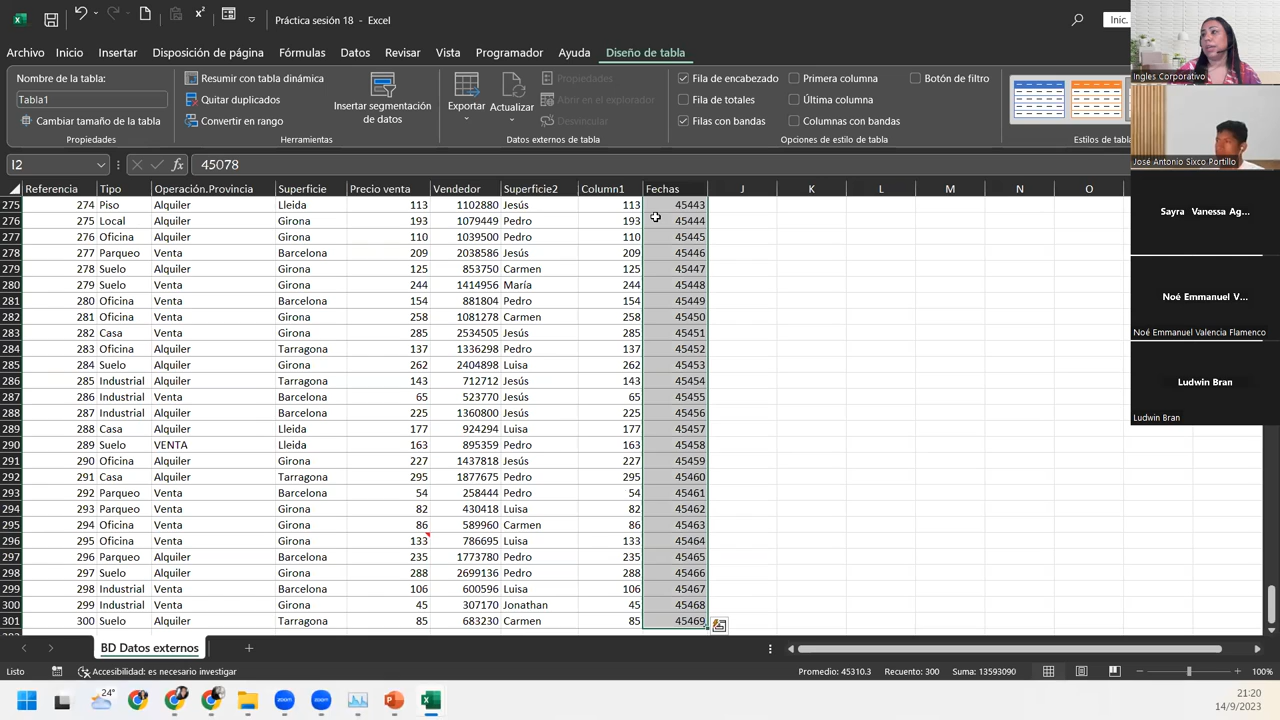 Práctica sesión 18 - Excel
Inic.
Archivo Inicio Insertar Disposición de página Fórmulas Datos Revisar Vista Programador Ayuda Diseño de tabla
Nombre de la tabla:
Tabla1
Cambiar tamaño de la tabla
Propiedades
Resumir con tabla dinámica
Quitar duplicados
Convertir en rango
Herramientas
Insertar segmentación
de datos
Exportar
Actualizar
Propiedades
Abrir en el explorador
Desvincular
Datos externos de tabla
Fila de encabezado
Fila de totales
Filas con bandas
Primera columna
Última columna
Columnas con bandas
Botón de filtro
Opciones de estilo de tabla
Estilos de tabla
I2
fx
45078
Referencia Tipo Operación.Provincia Superficie Precio venta Vendedor Superficie2 Column1 Fechas J K L M N O
275 274 Piso Alquiler Lleida 113 1102880 Jesús 113 45443
276 275 Local Alquiler Girona 193 1079449 Pedro 193 45444
277 276 Oficina Alquiler Girona 110 1039500 Pedro 110 45445
278 277 Parqueo Venta Barcelona 209 2038586 Jesús 209 45446
279 278 Suelo Alquiler Girona 125 853750 Carmen 125 45447
280 279 Suelo Venta Girona 244 1414956 María 244 45448
281 280 Oficina Venta Barcelona 154 881804 Pedro 154 45449
282 281 Oficina Venta Girona 258 1081278 Carmen 258 45450
283 282 Casa Venta Girona 285 2534505 Jesús 285 45451
284 283 Oficina Alquiler Tarragona 137 1336298 Pedro 137 45452
285 284 Suelo Alquiler Girona 262 2404898 Luisa 262 45453
286 285 Industrial Alquiler Tarragona 143 712712 Jesús 143 45454
287 286 Industrial Venta Barcelona 65 523770 Jesús 65 45455
288 287 Industrial Alquiler Barcelona 225 1360800 Jesús 225 45456
289 288 Casa Alquiler Lleida 177 924294 Luisa 177 45457
290 289 Suelo VENTA Lleida 163 895359 Pedro 163 45458
291 290 Oficina Alquiler Girona 227 1437818 Jesús 227 45459
292 291 Casa Alquiler Tarragona 295 1877675 Pedro 295 45460
293 292 Parqueo Venta Barcelona 54 258444 Pedro 54 45461
294 293 Parqueo Venta Girona 82 430418 Luisa 82 45462
295 294 Oficina Venta Girona 86 589960 Carmen 86 45463
296 295 Oficina Venta Girona 133 786695 Luisa 133 45464
297 296 Parqueo Alquiler Barcelona 235 1773780 Pedro 235 45465
298 297 Suelo Alquiler Girona 288 2699136 Pedro 288 45466
299 298 Industrial Venta Barcelona 106 600596 Luisa 106 45467
300 299 Industrial Venta Girona 45 307170 Jonathan 45 45468
301 300 Suelo Alquiler Tarragona 85 683230 Carmen 85 45469
BD Datos externos
Listo
Accesibilidad: es necesario investigar
Promedio: 45310.3 Recuento: 300 Suma: 13593090
100%
24°
zoom
zoom
21:20
14/9/2023
Ingles Corporativo
José Antonio Sixco Portillo
Sayra Vanessa Ag...
Noé Emmanuel V...
Noé Emmanuel Valencia Flamenco
Ludwin Bran
Ludwin Bran